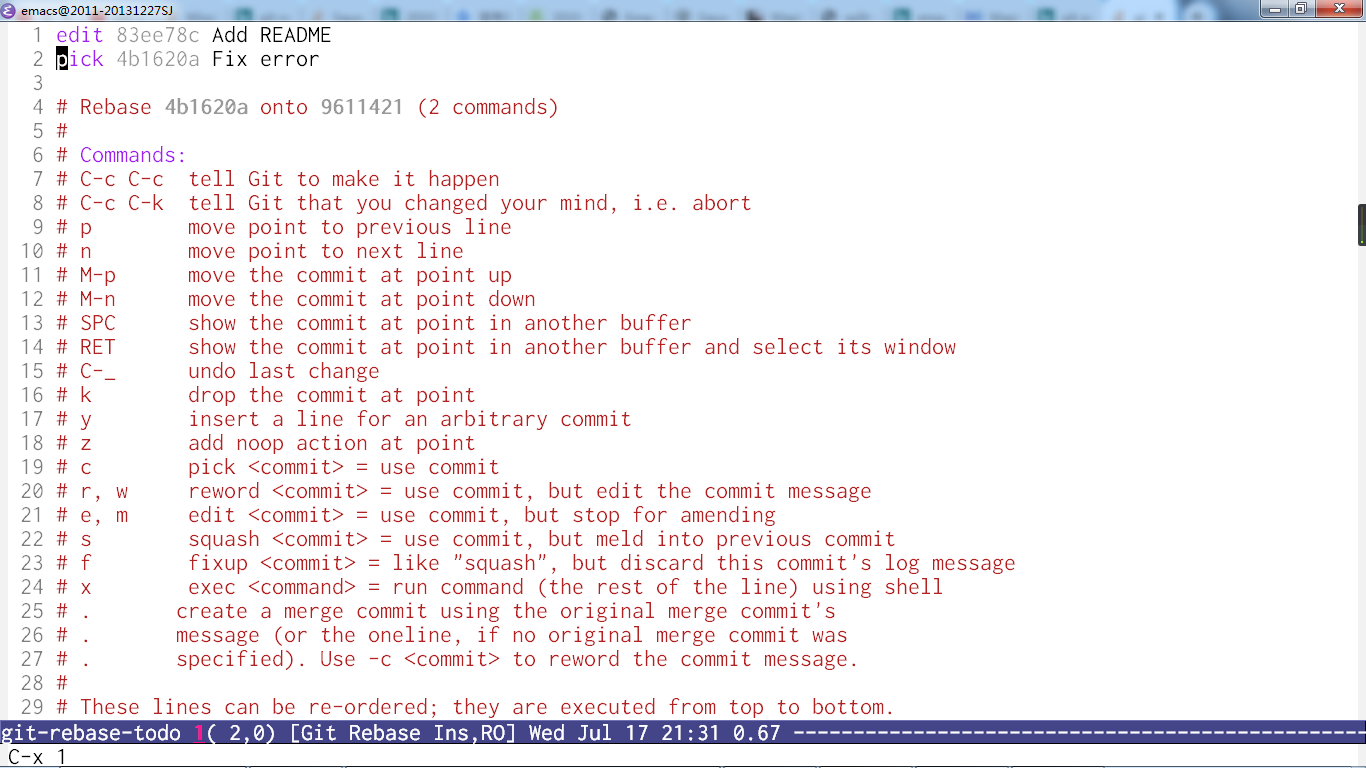 emacs@2011-20131227SJ
1 edit 83ee78c Add README
2 pick 4b1620a Fix error
3
4 # Rebase 4b1620a onto 9611421 (2 commands)
5 #
6 # Commands:
7 # C-c C-c  tell Git to make it happen
8 # C-c C-k  tell Git that you changed your mind, i.e. abort
9 # p        move point to previous line
10 # n        move point to next line
11 # M-p      move the commit at point up
12 # M-n      move the commit at point down
13 # SPC      show the commit at point in another buffer
14 # RET      show the commit at point in another buffer and select its window
15 # C-_      undo last change
16 # k        drop the commit at point
17 # y        insert a line for an arbitrary commit
18 # z        add noop action at point
19 # c        pick <commit> = use commit
20 # r, w     reword <commit> = use commit, but edit the commit message
21 # e, m     edit <commit> = use commit, but stop for amending
22 # s        squash <commit> = use commit, but meld into previous commit
23 # f        fixup <commit> = like "squash", but discard this commit's log message
24 # x        exec <command> = run command (the rest of the line) using shell
25 # .       create a merge commit using the original merge commit's
26 # .       message (or the oneline, if no original merge commit was
27 # .       specified). Use -c <commit> to reword the commit message.
28 #
29 # These lines can be re-ordered; they are executed from top to bottom.
git-rebase-todo 1( 2,0) [Git Rebase Ins,RO] Wed Jul 17 21:31 0.67 ------------------------------------------------
C-x 1